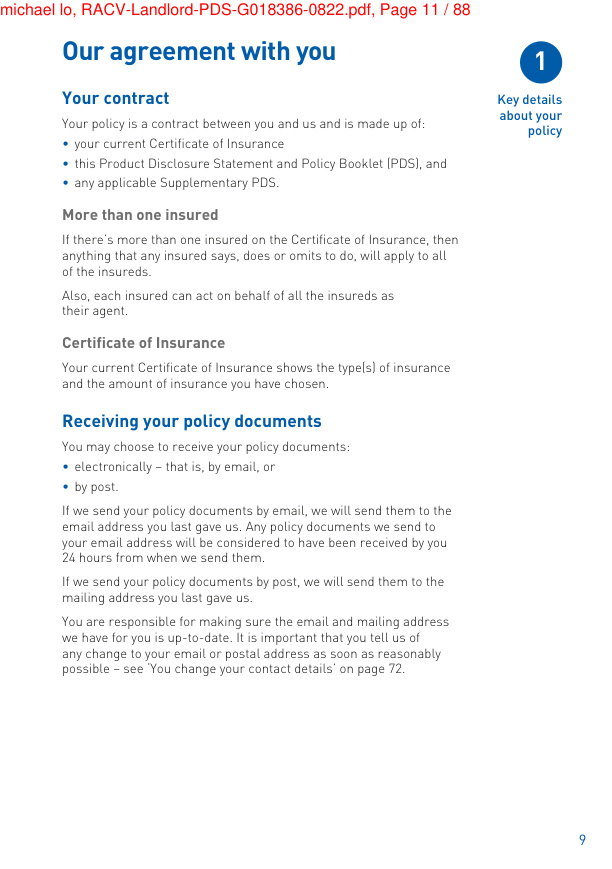 michael lo, RACV-Landlord-PDS-G018386-0822.pdf, Page 11 / 88
Our agreement with you
1
Key details
about your
policy
Your contract
Your policy is a contract between you and us and is made up of:
• your current Certificate of Insurance
• this Product Disclosure Statement and Policy Booklet (PDS), and
• any applicable Supplementary PDS.
More than one insured
If there's more than one insured on the Certificate of Insurance, then
anything that any insured says, does or omits to do, will apply to all
of the insureds.
Also, each insured can act on behalf of all the insureds as
their agent.
Certificate of Insurance
Your current Certificate of Insurance shows the type(s) of insurance
and the amount of insurance you have chosen.
Receiving your policy documents
You may choose to receive your policy documents:
• electronically – that is, by email, or
• by post.
If we send your policy documents by email, we will send them to the
email address you last gave us. Any policy documents we send to
your email address will be considered to have been received by you
24 hours from when we send them.
If we send your policy documents by post, we will send them to the
mailing address you last gave us.
You are responsible for making sure the email and mailing address
we have for you is up-to-date. It is important that you tell us of
any change to your email or postal address as soon as reasonably
possible – see 'You change your contact details' on page 72.
9